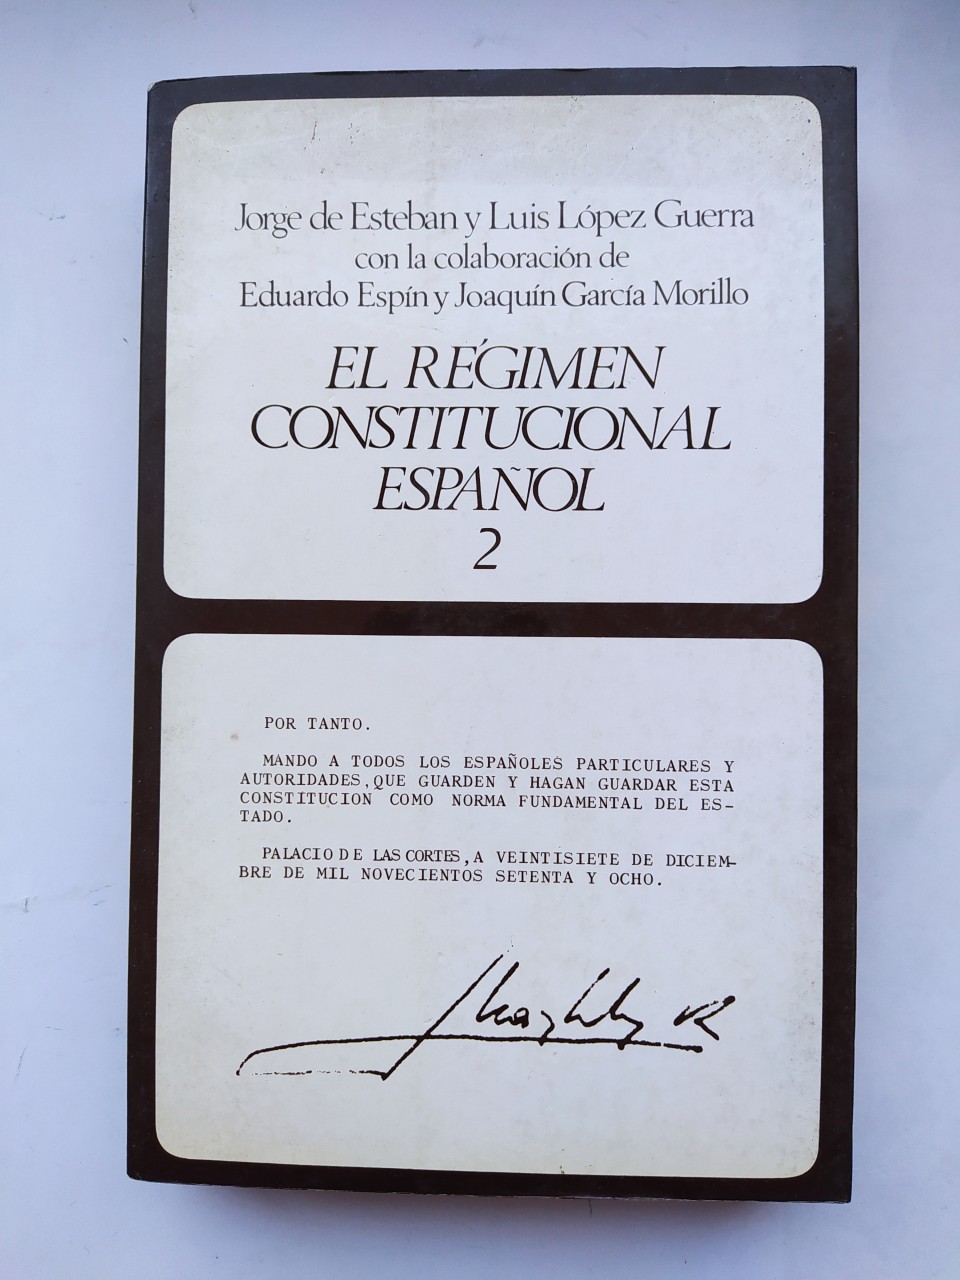 Jorge de Esteban y Luis López Guerra
con la colaboración de
Eduardo Espín y Joaquín García Morillo
EL RÉGIMEN
CONSTITUCIONAL
ESPAÑOL
2
POR TANTO.
MANDO A TODOS LOS ESPAÑOLES PARTICULARES Y
AUTORIDADES, QUE GUARDEN Y HAGAN GUARDAR ESTA
CONSTITUCION COMO NORMA FUNDAMENTAL DEL ES-
TADO.
PALACIO DE LAS CORTES, A VEINTISIETE DE DICIEM-
BRE DE MIL NOVECIENTOS SETENTA Y OCHO.